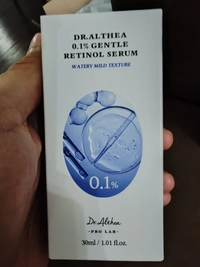 DR.ALTHEA
0.1% GENTLE
RETINOL SERUM
WATERY MILD TEXTURE
0.1%
Dr. Althea
- PRO LAB -
30ml / 1.01 fl.oz.